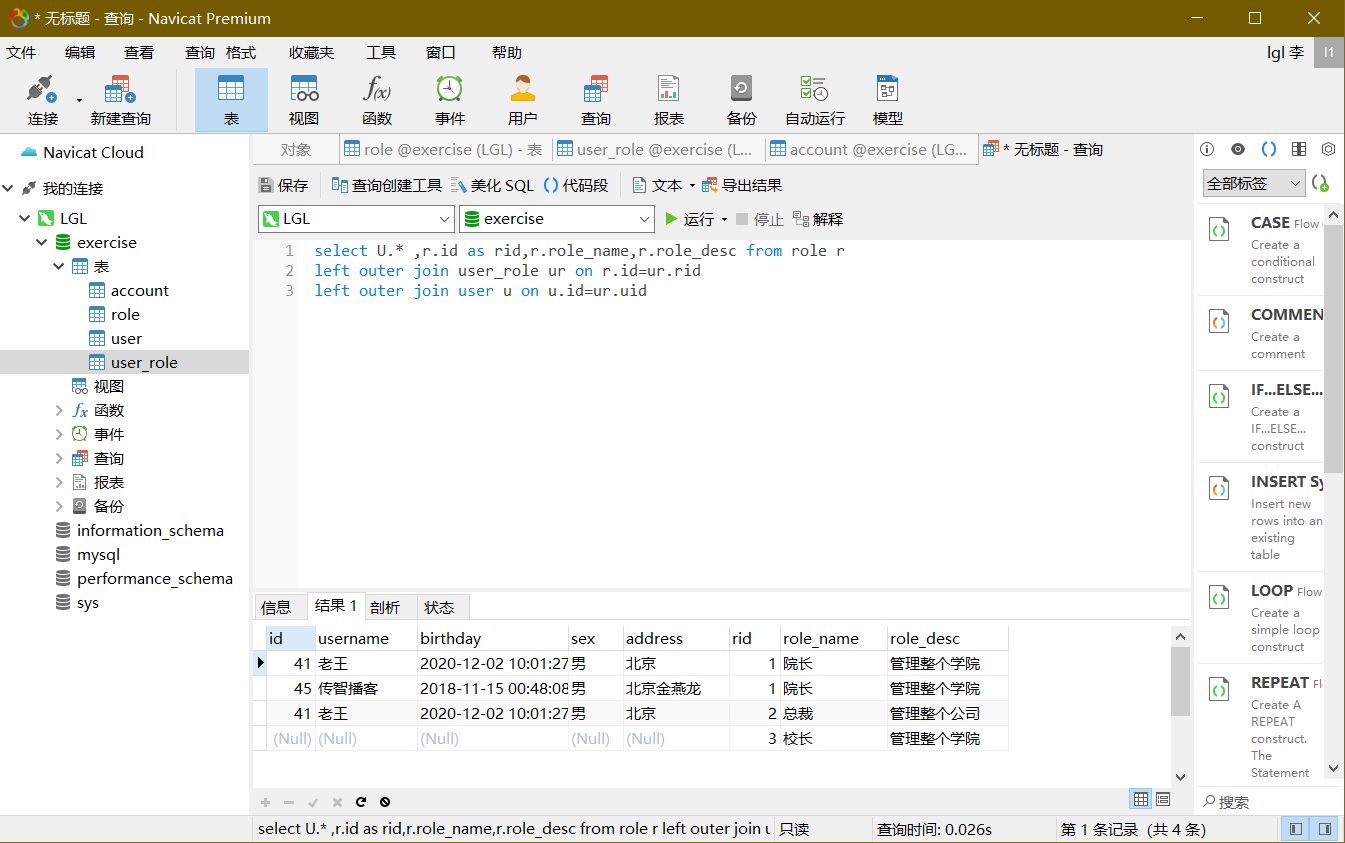 * 无标题 - 查询 - Navicat Premium
文件 编辑 查看 查询 格式 收藏夹 工具 窗口 帮助 lgl 李 I1
连接 新建查询 表 视图 函数 事件 用户 查询 报表 备份 自动运行 模型
Navicat Cloud
我的连接
LGL
exercise
表
account
role
user
user_role
视图
函数
事件
查询
报表
备份
information_schema
mysql
performance_schema
sys
对象 role @exercise (LGL) - 表 user_role @exercise (L... account @exercise (LG... * 无标题 - 查询
保存 查询创建工具 美化 SQL () 代码段 文本 导出结果
LGL exercise 运行 停止 解释
1 select U.* ,r.id as rid,r.role_name,r.role_desc from role r
2 left outer join user_role ur on r.id=ur.rid
3 left outer join user u on u.id=ur.uid
信息 结果 1 剖析 状态
id username birthday sex address rid role_name role_desc
41 老王 2020-12-02 10:01:27 男 北京 1 院长 管理整个学院
45 传智播客 2018-11-15 00:48:08 男 北京金燕龙 1 院长 管理整个学院
41 老王 2020-12-02 10:01:27 男 北京 2 总裁 管理整个公司
(Null) (Null) (Null) (Null) (Null) 3 校长 管理整个学院
select U.* ,r.id as rid,r.role_name,r.role_desc from role r left outer join u 只读 查询时间: 0.026s 第 1 条记录 (共 4 条)
全部标签
CASE Flow
Create a
conditional
construct
COMMEN
Create a
comment
IF...ELSE...
Create a
IF...ELSE...
construct
INSERT Sy
Insert new
rows into an
existing
table
LOOP Flow
Create a
simple loop
construct
REPEAT Fl
Create A
REPEAT
construct.
The
Statement
搜索